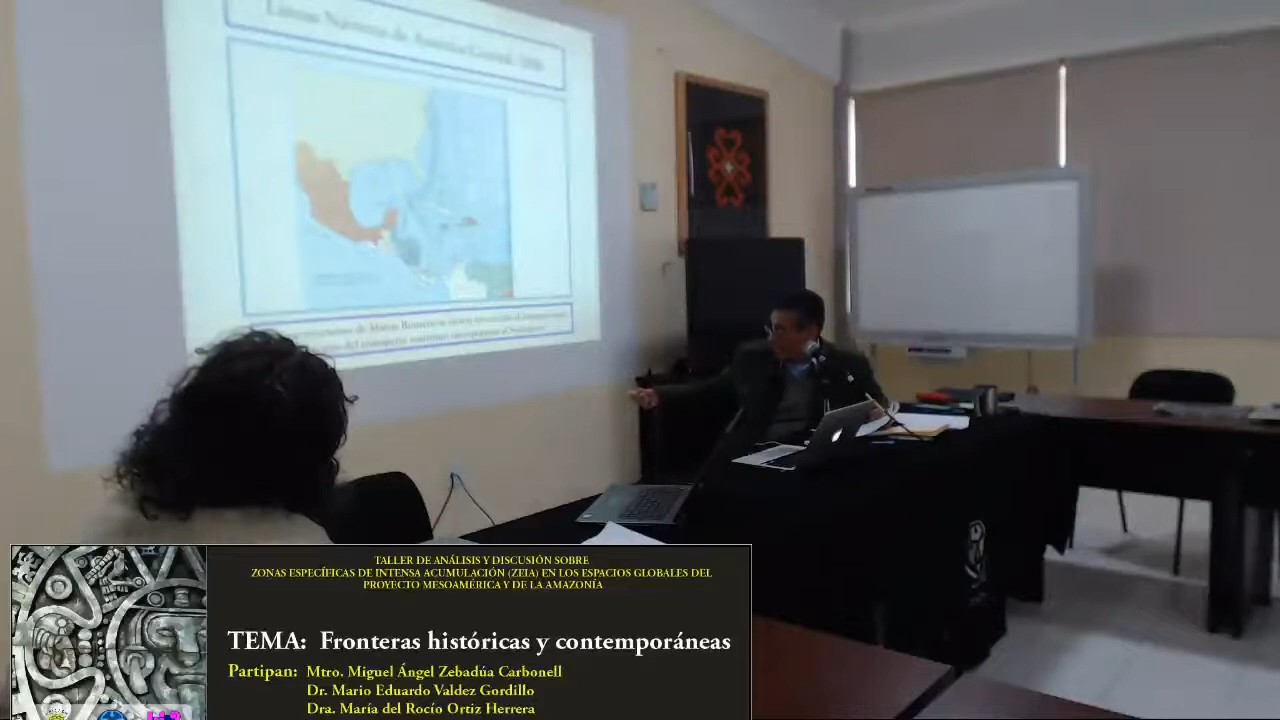 TALLER DE ANÁLISIS Y DISCUSIÓN SOBRE
ZONAS ESPECÍFICAS DE INTENSA ACUMULACIÓN (ZEIA) EN LOS ESPACIOS GLOBALES DEL
PROYECTO MESOAMÉRICA Y DE LA AMAZONÍA
TEMA: Fronteras históricas y contemporáneas
Partipan: Mtro. Miguel Ángel Zebadúa Carbonell
Dr. Mario Eduardo Valdez Gordillo
Dra. María del Rocío Ortiz Herrera